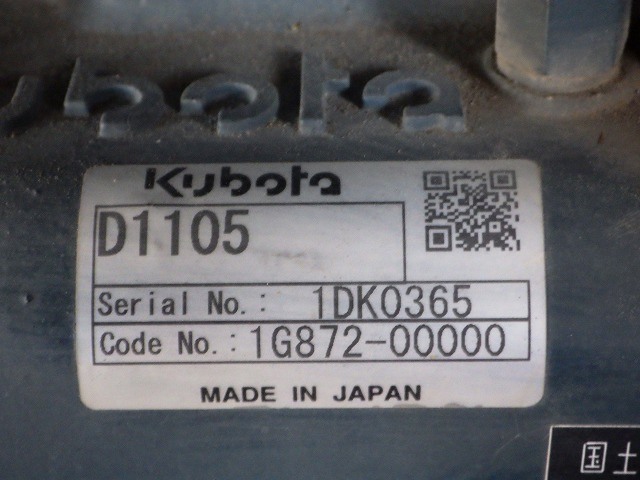 Kubota
Kubota
D1105
Serial No.: 1DK0365
Code No.: 1G872-00000
MADE IN JAPAN
国土